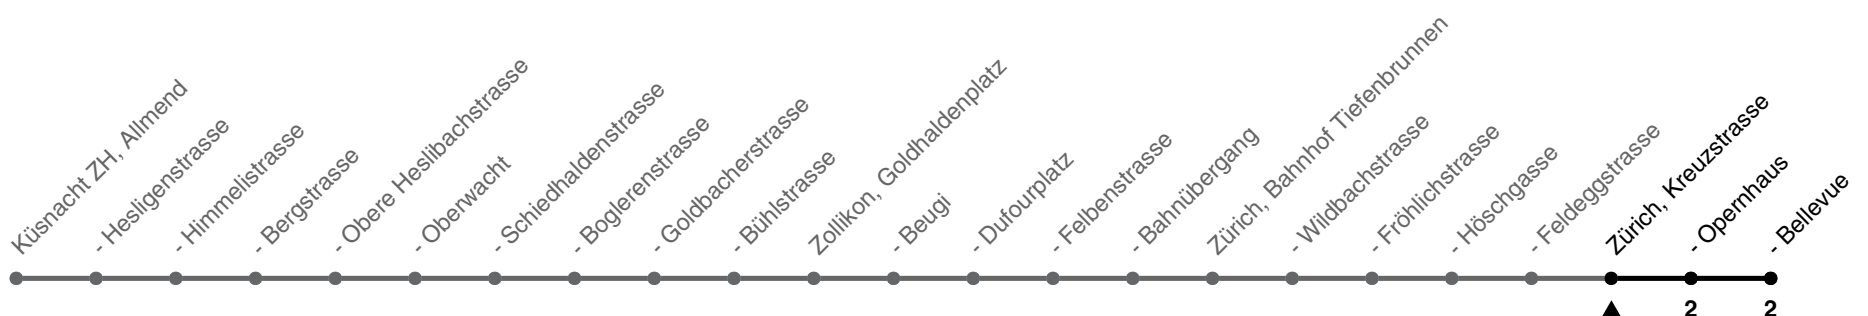 Küsnacht ZH, Allmend
- Hesligenstrasse
- Himmelistrasse
- Bergstrasse
- Obere Heslibachstrasse
- Oberwacht
- Schiedhaldenstrasse
- Boglerenstrasse
- Goldbacherstrasse
- Bühlstrasse
Zollikon, Goldhaldenplatz
- Beugi
- Dufourplatz
- Felbenstrasse
- Bahnübergang
Zürich, Bahnhof Tiefenbrunnen
- Wildbachstrasse
- Fröhlichstrasse
- Höschgasse
- Feldeggstrasse
Zürich, Kreuzstrasse
- Opernhaus
- Bellevue
2 2